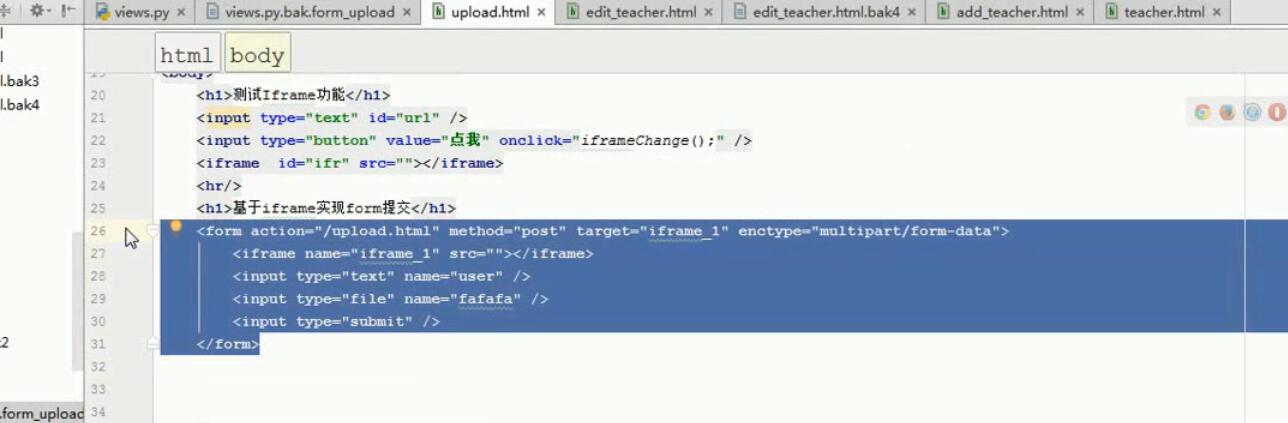 views.py
views.py.bak.form_upload
upload.html
edit_teacher.html
edit_teacher.html.bak4
add_teacher.html
teacher.html
html body
l
l
l.bak3
l.bak4
:2
.form_upload
19 <body>
20 <h1>测试Iframe功能</h1>
21 <input type="text" id="url" />
22 <input type="button" value="点我" onclick="iframeChange();" />
23 <iframe  id="ifr" src=""></iframe>
24 <hr/>
25 <h1>基于iframe实现form提交</h1>
26 <form action="/upload.html" method="post" target="iframe_1" enctype="multipart/form-data">
27 <iframe name="iframe_1" src=""></iframe>
28 <input type="text" name="user" />
29 <input type="file" name="fafafa" />
30 <input type="submit" />
31 </form>
32
33
34